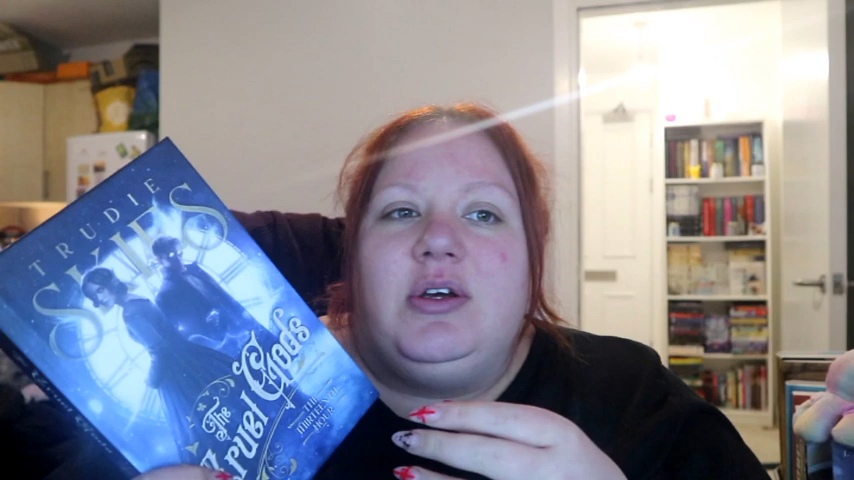 TRUDIE
SKIES
The
Cruel Gods
THE
THIRTEENTH
HOUR